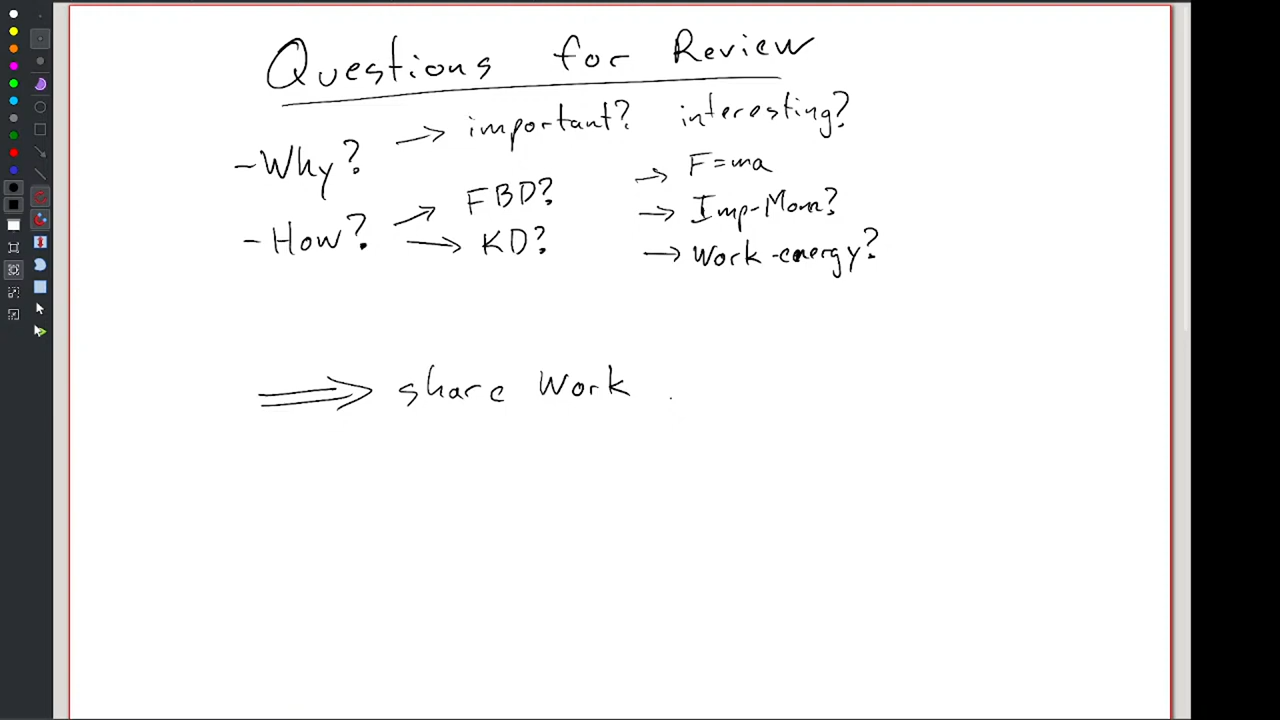 Questions for Review
-Why? → important? interesting?
-How? → FBD? → F=ma
→ KD? → Imp-Mom?
→ Work-energy?
⇒ share Work